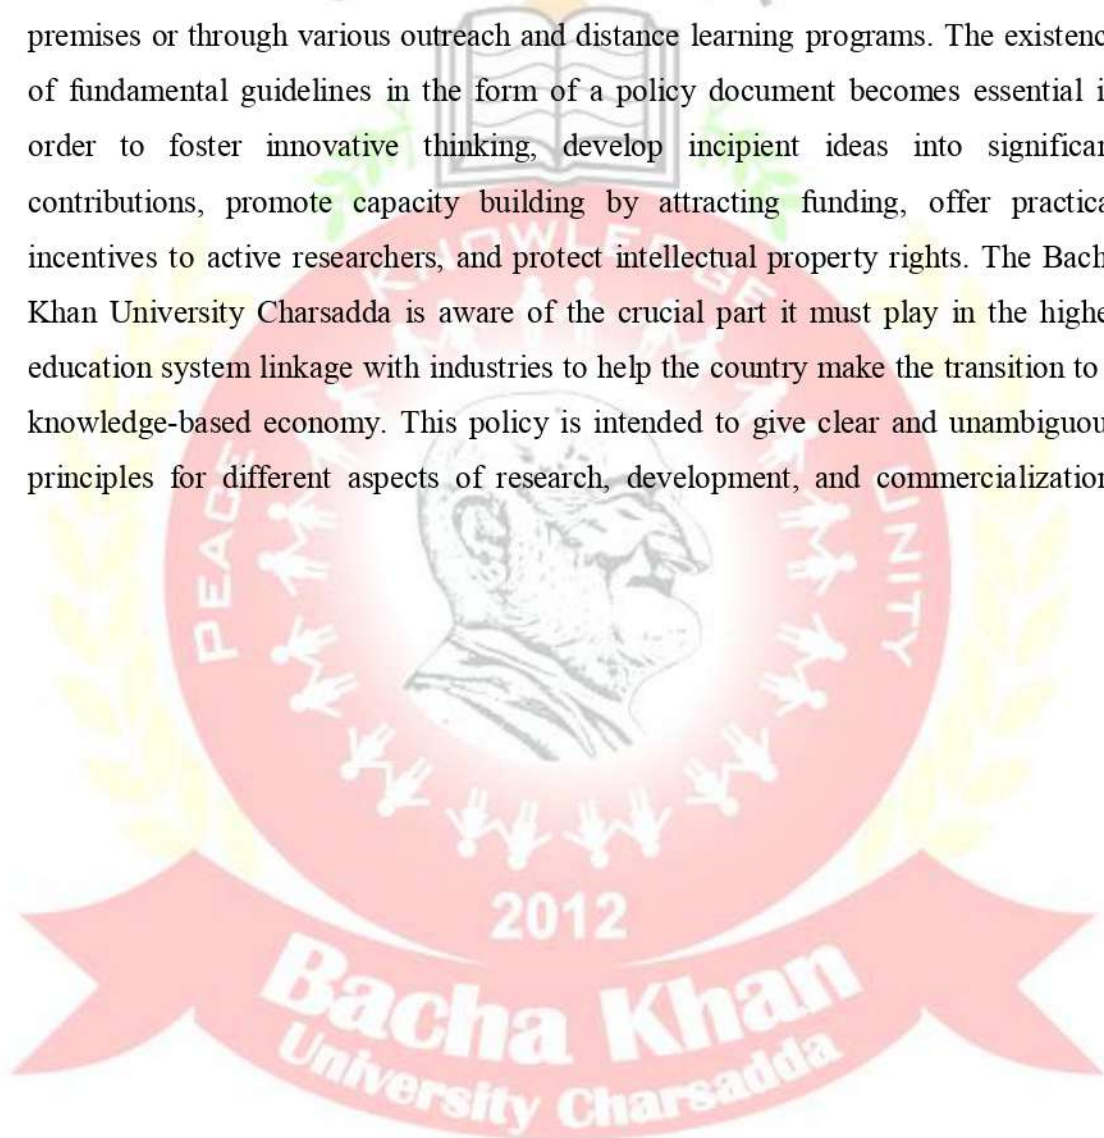 premises or through various outreach and distance learning programs. The existenc
of fundamental guidelines in the form of a policy document becomes essential i
order to foster innovative thinking, develop incipient ideas into significan
contributions, promote capacity building by attracting funding, offer practica
incentives to active researchers, and protect intellectual property rights. The Bach
Khan University Charsadda is aware of the crucial part it must play in the highe
education system linkage with industries to help the country make the transition to
knowledge-based economy. This policy is intended to give clear and unambiguou
principles for different aspects of research, development, and commercialization
KNOWLEDGE
PEACE
UNITY
2012
Bacha Khan
University Charsadda